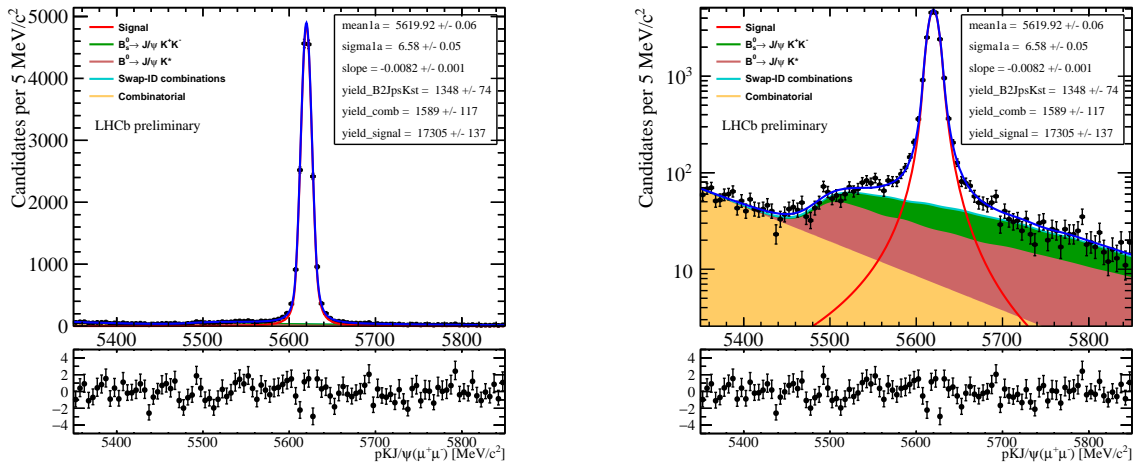 Candidates per 5 MeV/c²
5000
4000
3000
2000
1000
0
Signal
B⁰ₛ→ J/ψ K⁺K⁻
B⁰→ J/ψ K*
Swap-ID combinations
Combinatorial
LHCb preliminary
mean1a = 5619.92 +/- 0.06
sigma1a = 6.58 +/- 0.05
slope = -0.0082 +/- 0.001
yield_B2JpsKst = 1348 +/- 74
yield_comb = 1589 +/- 117
yield_signal = 17305 +/- 137
5400 5500 5600 5700 5800
4
2
0
−2
−4
5400 5500 5600 5700 5800
pKJ/ψ(μ⁺μ⁻) [MeV/c²]
Candidates per 5 MeV/c²
10³
10²
10
Signal
B⁰ₛ→ J/ψ K⁺K⁻
B⁰→ J/ψ K*
Swap-ID combinations
Combinatorial
LHCb preliminary
mean1a = 5619.92 +/- 0.06
sigma1a = 6.58 +/- 0.05
slope = -0.0082 +/- 0.001
yield_B2JpsKst = 1348 +/- 74
yield_comb = 1589 +/- 117
yield_signal = 17305 +/- 137
5400 5500 5600 5700 5800
4
2
0
−2
−4
5400 5500 5600 5700 5800
pKJ/ψ(μ⁺μ⁻) [MeV/c²]